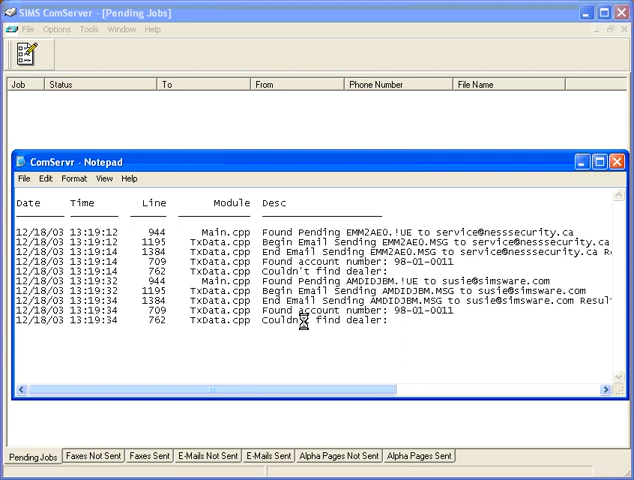 SIMS ComServer - [Pending Jobs]
File Options Tools Window Help
Job Status To From Phone Number File Name
ComServr - Notepad
File Edit Format View Help
Date Time Line Module Desc
12/18/03 13:19:12 944 Main.cpp Found Pending EMM2AE0.!UE to service@nesssecurity.ca
12/18/03 13:19:12 1195 TxData.cpp Begin Email Sending EMM2AE0.MSG to service@nesssecurity.ca
12/18/03 13:19:14 1384 TxData.cpp End Email Sending EMM2AE0.MSG to service@nesssecurity.ca Re
12/18/03 13:19:14 709 TxData.cpp Found account number: 98-01-0011
12/18/03 13:19:14 762 TxData.cpp Couldn't find dealer:
12/18/03 13:19:32 944 Main.cpp Found Pending AMDIDJBM.!UE to susie@simsware.com
12/18/03 13:19:32 1195 TxData.cpp Begin Email Sending AMDIDJBM.MSG to susie@simsware.com
12/18/03 13:19:34 1384 TxData.cpp End Email Sending AMDIDJBM.MSG to susie@simsware.com Resul
12/18/03 13:19:34 709 TxData.cpp Found account number: 98-01-0011
12/18/03 13:19:34 762 TxData.cpp Couldn't find dealer:
Pending Jobs Faxes Not Sent Faxes Sent E-Mails Not Sent E-Mails Sent Alpha Pages Not Sent Alpha Pages Sent